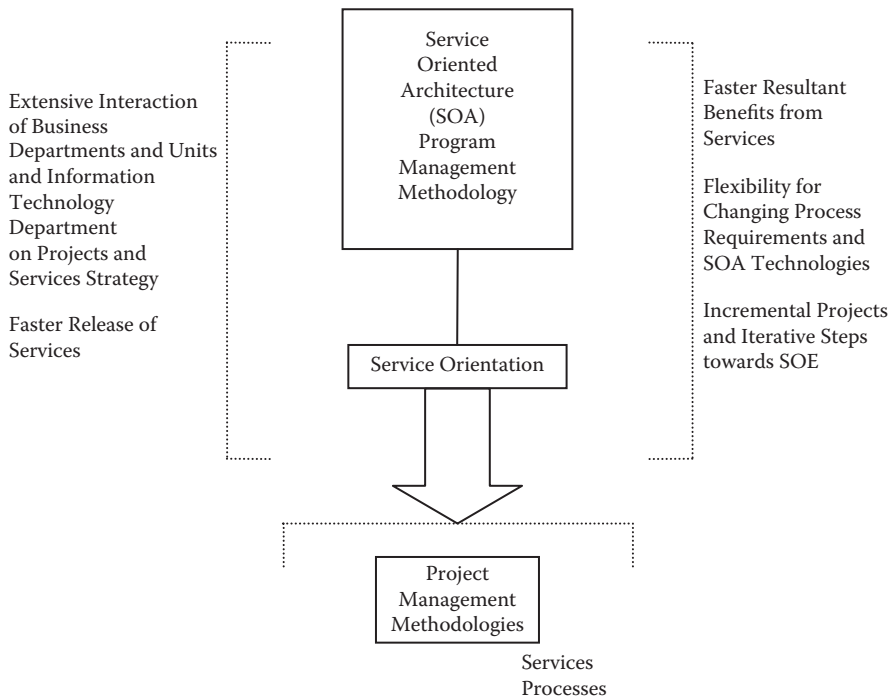 Service
Oriented
Architecture
(SOA)
Program
Management
Methodology
Extensive Interaction
of Business
Departments and Units
and Information
Technology
Department
on Projects and
Services Strategy
Faster Release of
Services
Faster Resultant
Benefits from
Services
Flexibility for
Changing Process
Requirements and
SOA Technologies
Incremental Projects
and Iterative Steps
towards SOE
Service Orientation
Project
Management
Methodologies
Services
Processes